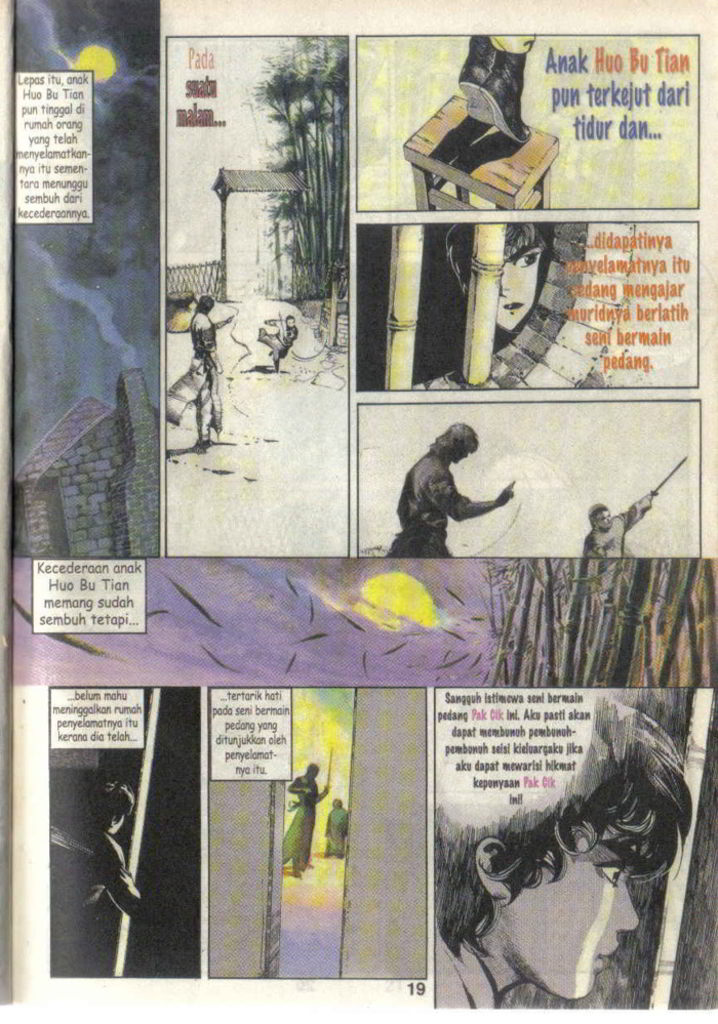 Lepas itu, anak
Huo Bu Tian
pun tinggal di
rumah orang
yang telah
menyelamatkan-
nya itu semen-
tara menunggu
sembuh dari
kecederaannya.
Pada
suatu
malam...
Anak Huo Bu Tian
pun terkejut dari
tidur dan...
...didapatinya
penyelamatnya itu
sedang mengajar
muridnya berlatih
seni bermain
pedang.
Kecederaan anak
Huo Bu Tian
memang sudah
sembuh tetapi...
...belum mahu
meninggalkan rumah
penyelamatnya itu
kerana dia telah...
...tertarik hati
pada seni bermain
pedang yang
ditunjukkan oleh
penyelamat-
nya itu.
Sangguh istimewa seni bermain
pedang Pak Cik ini. Aku pasti akan
dapat membunuh pembunuh-
pembunuh seisi kieluargaku jika
aku dapat mewarisi hikmat
kepunyaan Pak Cik
ini!
19